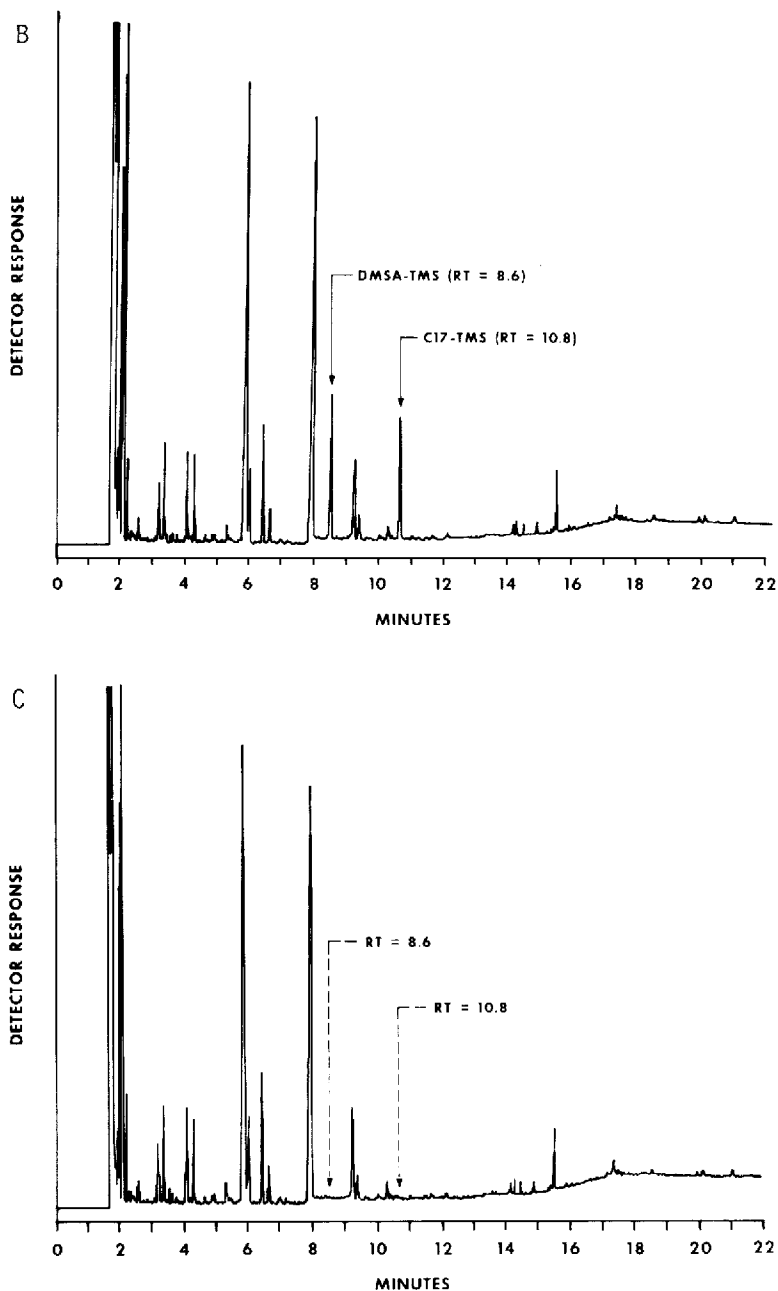 B
DETECTOR RESPONSE
DMSA-TMS (RT = 8.6)
C17-TMS (RT = 10.8)
0 2 4 6 8 10 12 14 16 18 20 22
MINUTES
C
DETECTOR RESPONSE
RT = 8.6
RT = 10.8
0 2 4 6 8 10 12 14 16 18 20 22
MINUTES